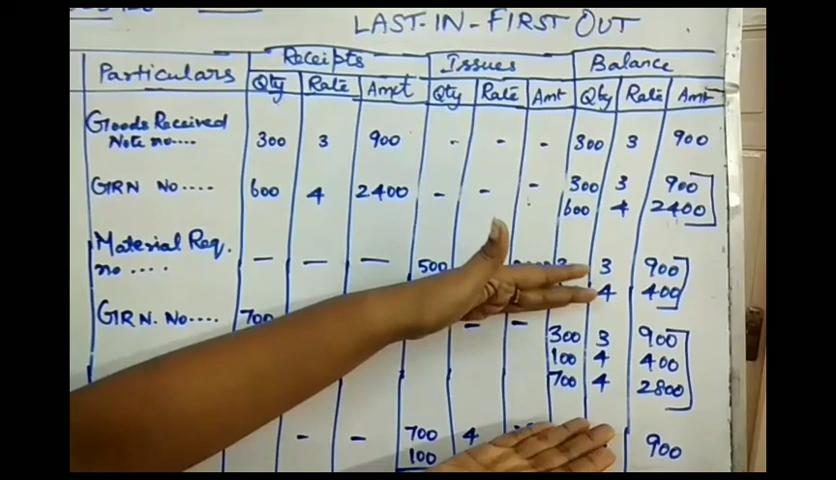 LAST-IN-FIRST OUT
Particulars Receipts Issues Balance
Qty Rate Amt Qty Rate Amt Qty Rate Amt
Goods Received
Note no.... 300 3 900 - - - 300 3 900
GRN No.... 600 4 2400 - - - 300 3 900
600 4 2400
Material Req.
no .... — — — 500 3 900
4 400
GRN. No.... 700 - -
300 3 900
100 4 400
700 4 2800
- - 700 4 900
100